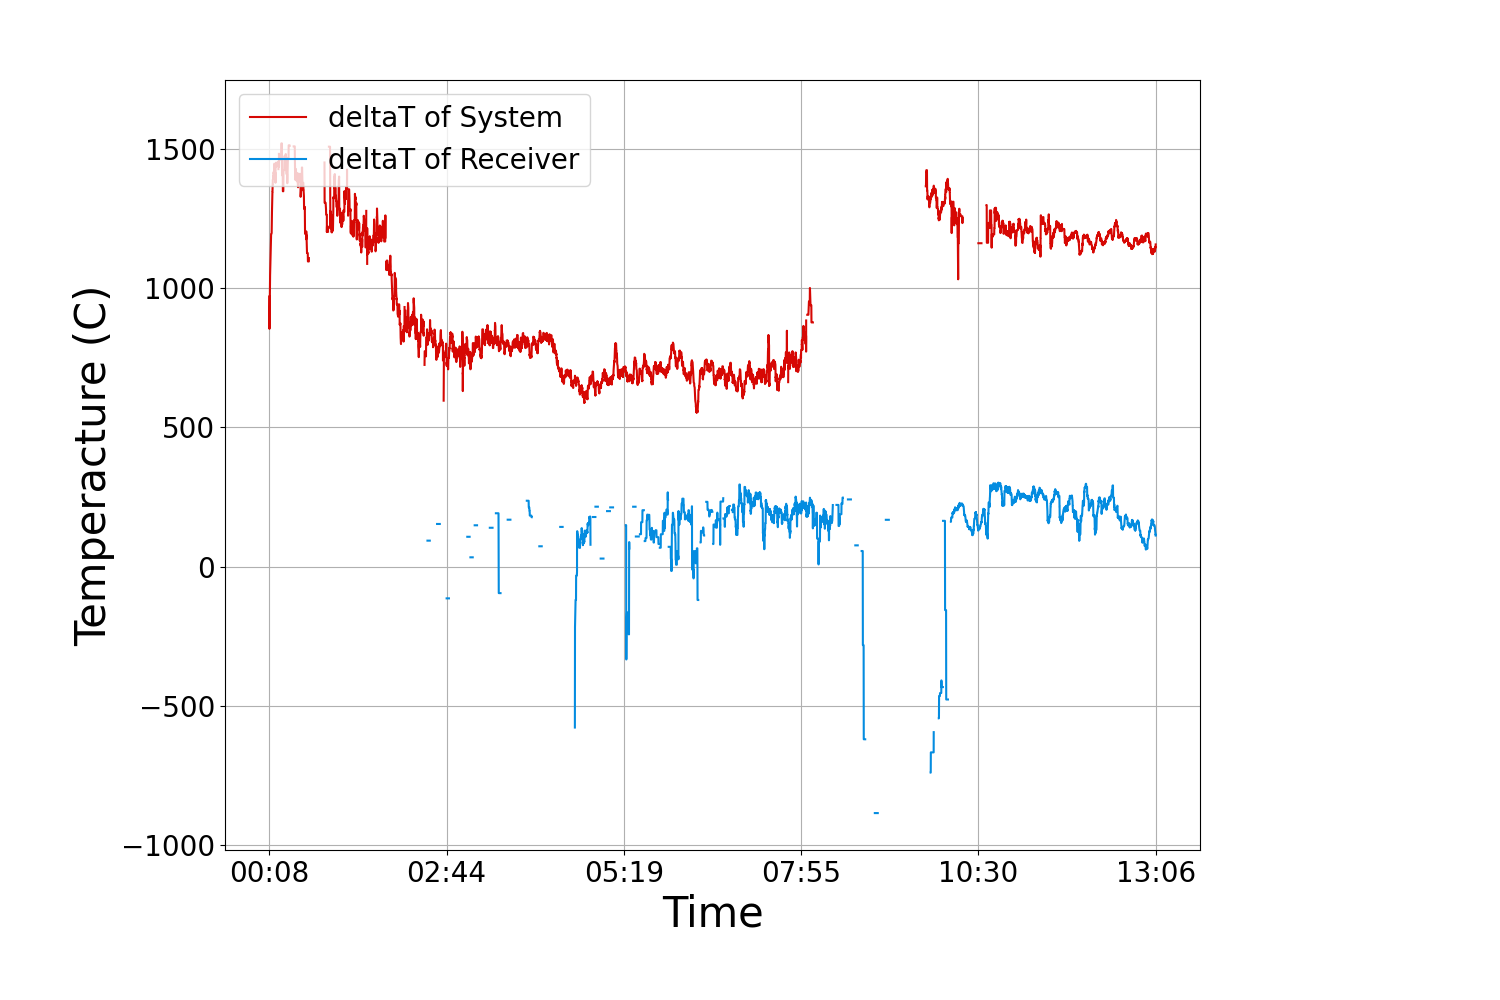 deltaT of System
deltaT of Receiver
1500
1000
500
0
−500
−1000
Temperacture (C)
00:08 02:44 05:19 07:55 10:30 13:06
Time